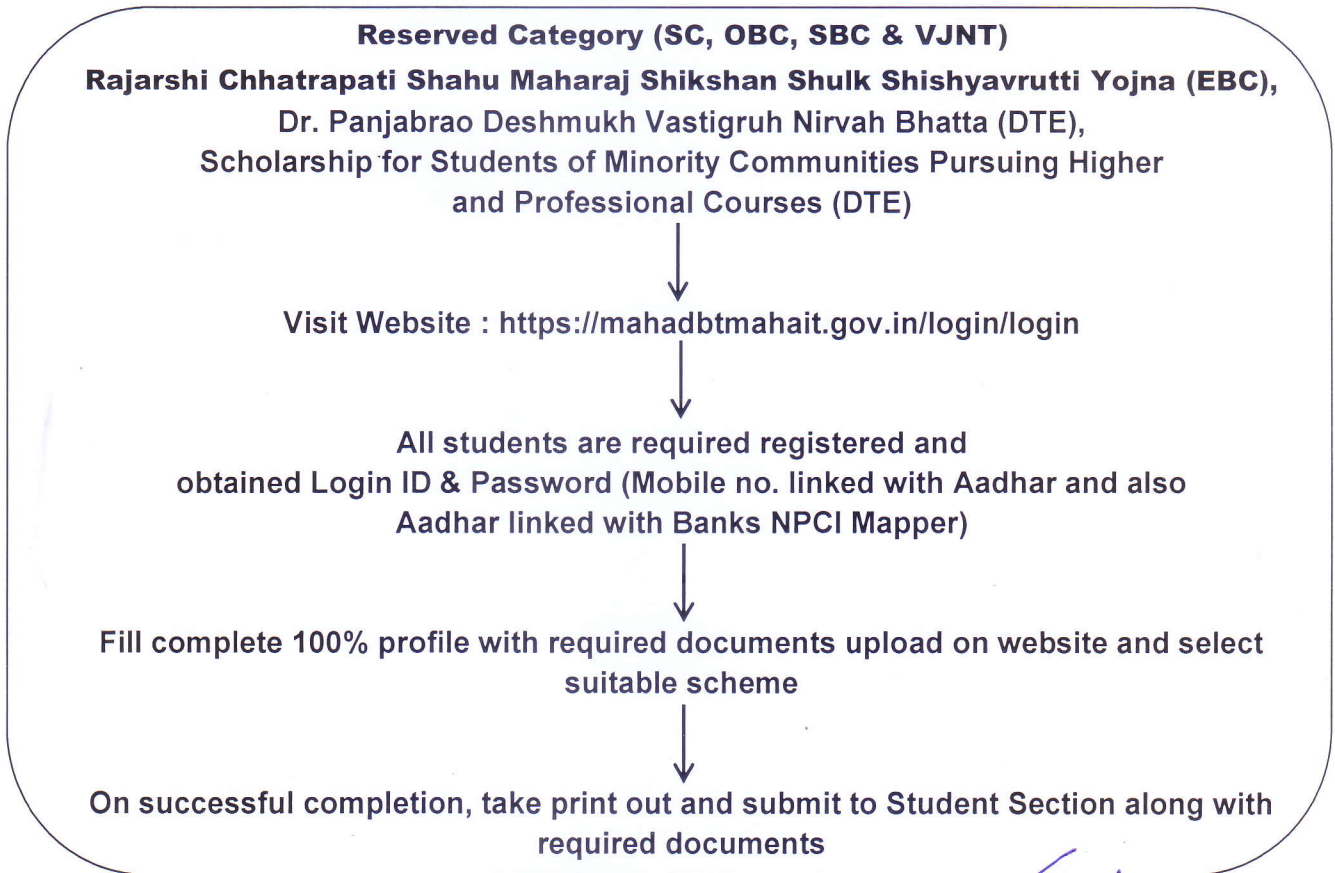 Reserved Category (SC, OBC, SBC & VJNT)
Rajarshi Chhatrapati Shahu Maharaj Shikshan Shulk Shishyavrutti Yojna (EBC),
Dr. Panjabrao Deshmukh Vastigruh Nirvah Bhatta (DTE),
Scholarship for Students of Minority Communities Pursuing Higher
and Professional Courses (DTE)
Visit Website : https://mahadbtmahait.gov.in/login/login
All students are required registered and
obtained Login ID & Password (Mobile no. linked with Aadhar and also
Aadhar linked with Banks NPCI Mapper)
Fill complete 100% profile with required documents upload on website and select
suitable scheme
On successful completion, take print out and submit to Student Section along with
required documents